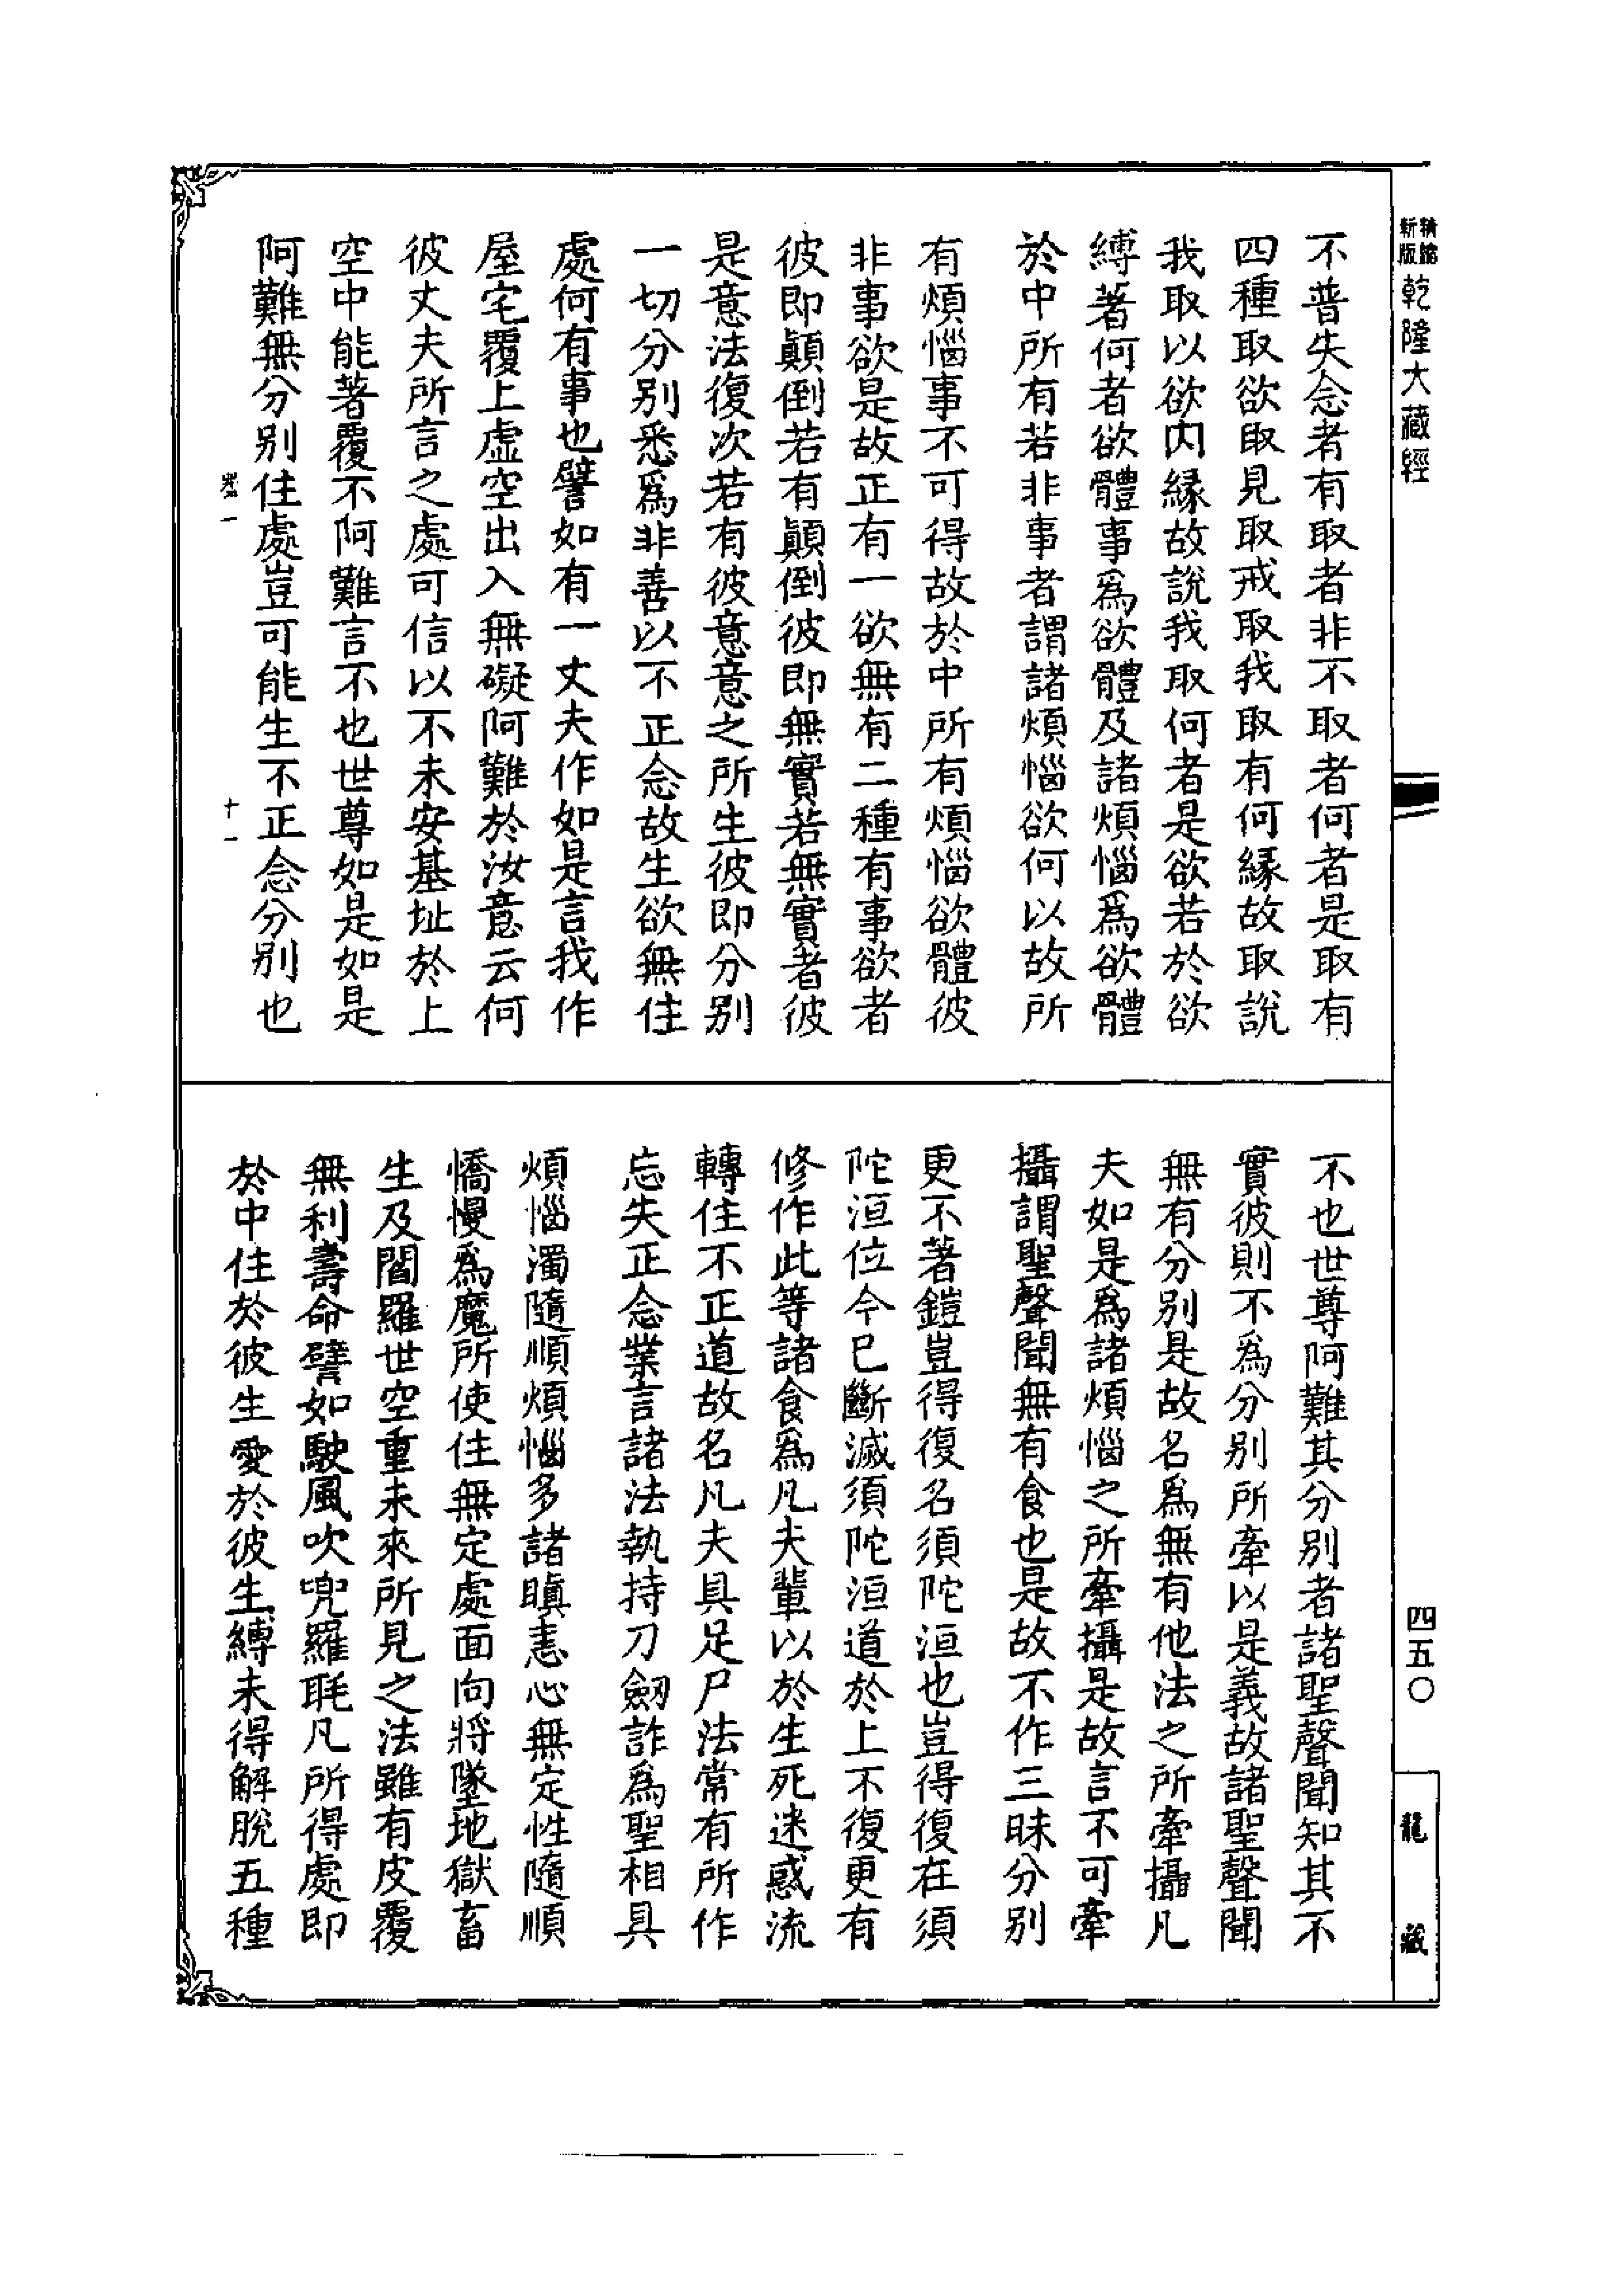 新版
精縮
乾隆大藏經
四五〇
龍藏
不普失念者有取者非不取者何者是取有
四種取欲取見取戒取我取有何緣故取說
我取以欲內緣故說我取何者是欲若於欲
縛著何者欲體事為欲體及諸煩惱為欲體
於中所有若非事者謂諸煩惱欲何以故所
有煩惱事不可得故於中所有煩惱欲體彼
非事欲是故正有一欲無有二種有事欲者
彼即顛倒若有顛倒彼即無實若無實者彼
是意法復次若有彼意意之所生彼即分別
一切分別悉為非善以不正念故生欲無住
處何有事也譬如有一丈夫作如是言我作
屋宅覆上虛空出入無礙阿難於汝意云何
彼丈夫所言之處可信以不未安基址於上
空中能著覆不阿難言不也世尊如是如是
阿難無分別住處豈可能生不正念分別也
十一
不也世尊阿難其分別者諸聖聲聞知其不
實彼則不為分別所牽以是義故諸聖聲聞
無有分別是故名為無有他法之所牽攝凡
夫如是為諸煩惱之所牽攝是故言不可牽
攝謂聖聲聞無有食也是故不作三昧分別
更不著鎧豈得復名須陀洹也豈得復在須
陀洹位今已斷滅須陀洹道於上不復更有
修作此等諸食為凡夫輩以於生死迷惑流
轉住不正道故名凡夫具足尸法常有所作
忘失正念業言諸法執持刀劒詐為聖相具
煩惱濁隨順煩惱多諸瞋恚心無定性隨順
憍慢為魔所使住無定處面向將墜地獄畜
生及閻羅世空重未來所見之法雖有皮覆
無利壽命譬如駛風吹兜羅毦凡所得處即
於中住於彼生愛於彼生縛未得解脫五種